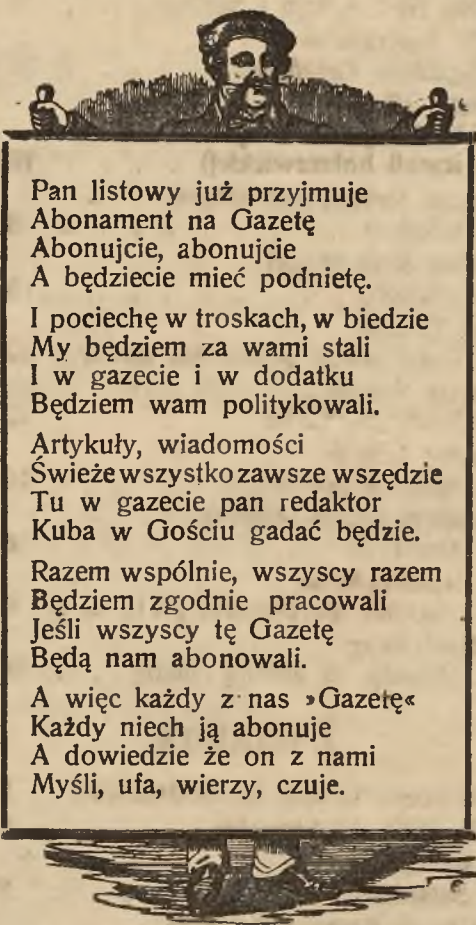 Pan listowy już przyjmuje
Abonament na Gazetę
Abonujcie, abonujcie
A będziecie mieć podnietę.
I pociechę w troskach, w biedzie
My będziem za wami stali
I w gazecie i w dodatku
Będziem wam politykowali.
Artykuły, wiadomości
Świeże wszystko zawsze wszędzie
Tu w gazecie pan redaktor
Kuba w Gościu gadać będzie.
Razem wspólnie, wszyscy razem
Będziem zgodnie pracowali
Jeśli wszyscy tę Gazetę
Będą nam abonowali.
A więc każdy z nas »Gazetę«
Każdy niech ją abonuje
A dowiedzie że on z nami
Myśli, ufa, wierzy, czuje.